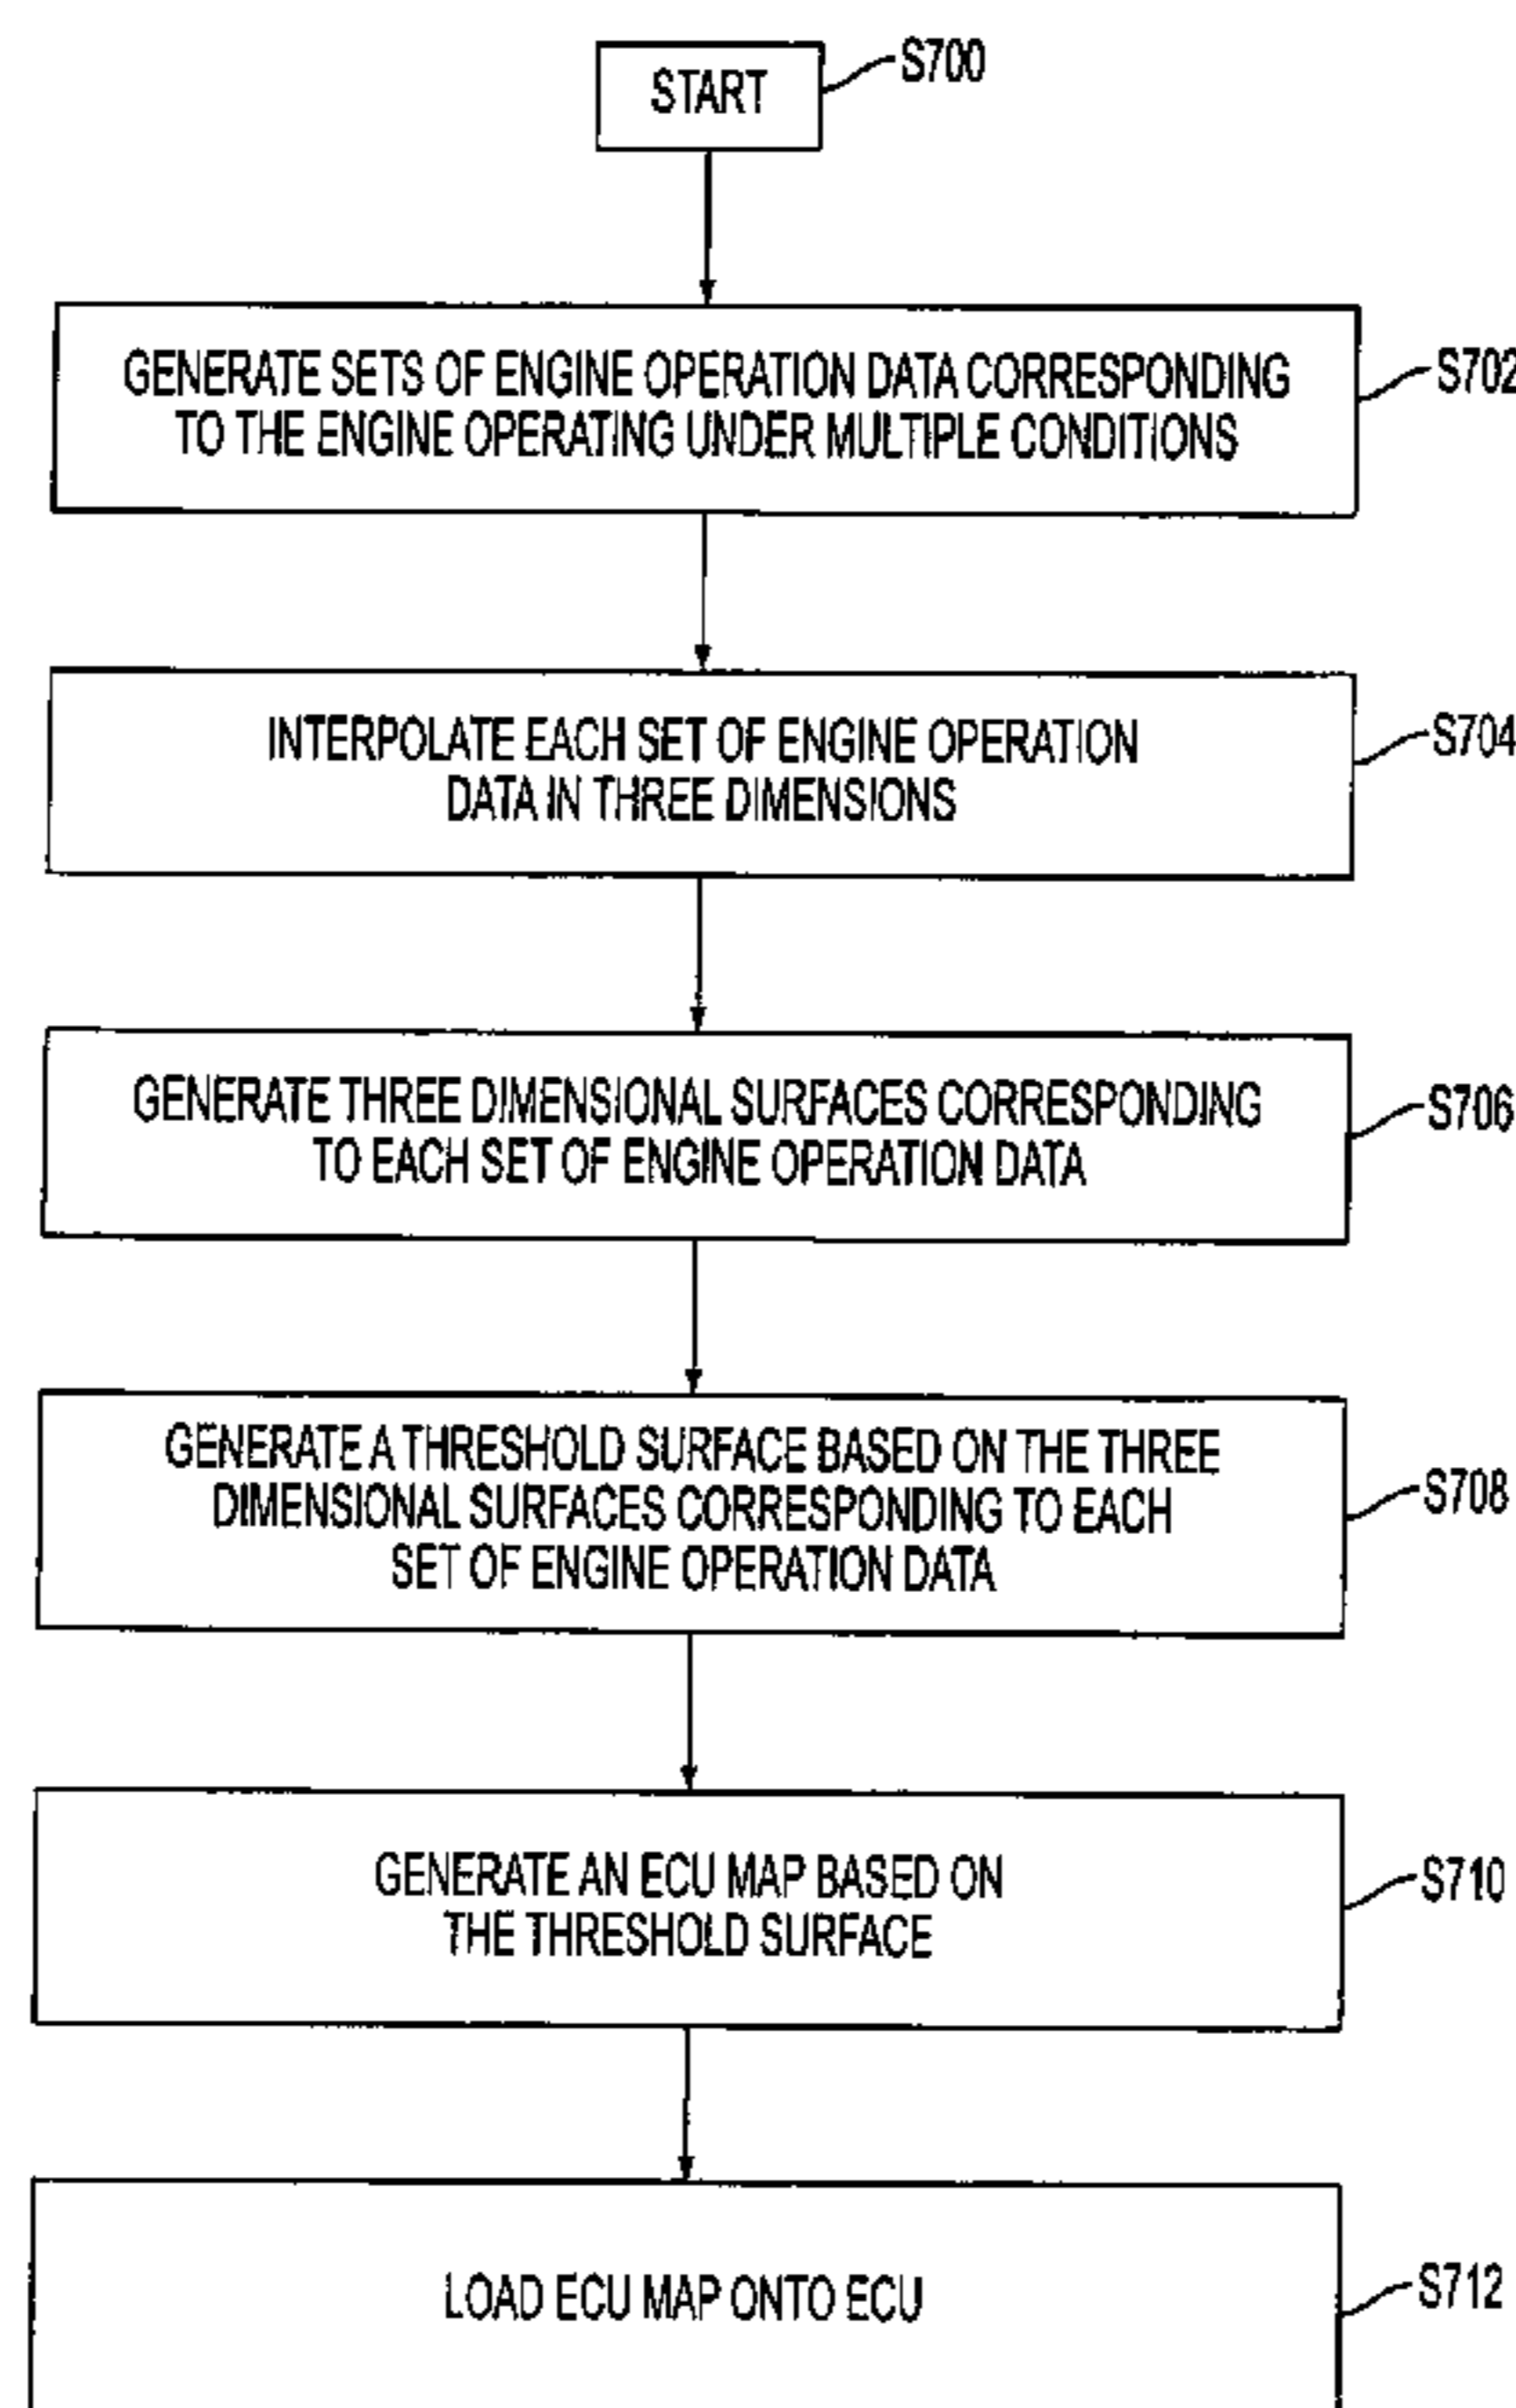 START
S700
GENERATE SETS OF ENGINE OPERATION DATA CORRESPONDING
TO THE ENGINE OPERATING UNDER MULTIPLE CONDITIONS
S702
INTERPOLATE EACH SET OF ENGINE OPERATION
DATA IN THREE DIMENSIONS
S704
GENERATE THREE DIMENSIONAL SURFACES CORRESPONDING
TO EACH SET OF ENGINE OPERATION DATA
S706
GENERATE A THRESHOLD SURFACE BASED ON THE THREE
DIMENSIONAL SURFACES CORRESPONDING TO EACH
SET OF ENGINE OPERATION DATA
S708
GENERATE AN ECU MAP BASED ON
THE THRESHOLD SURFACE
S710
LOAD ECU MAP ONTO ECU
S712